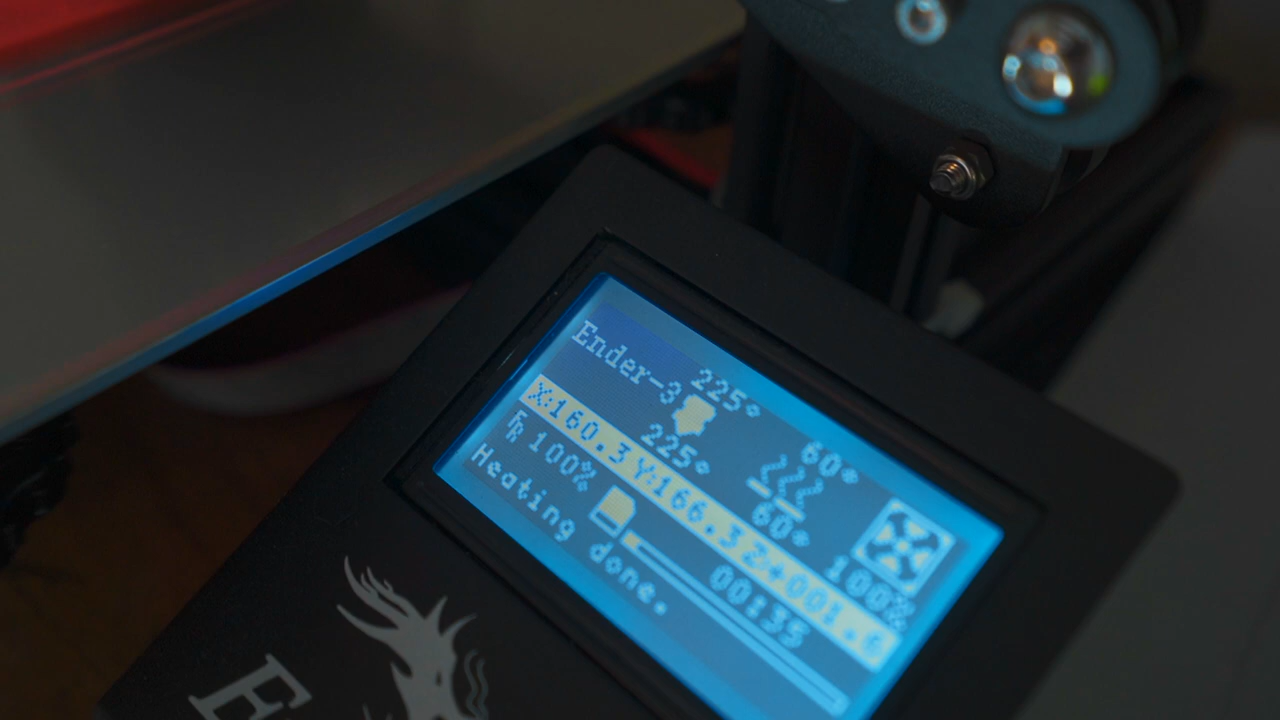 Ender-3
225° 60°
225° 60° 100%
X:160.3 Y:166.3 Z+001.6
FR 100% 00:35
Heating done.
E